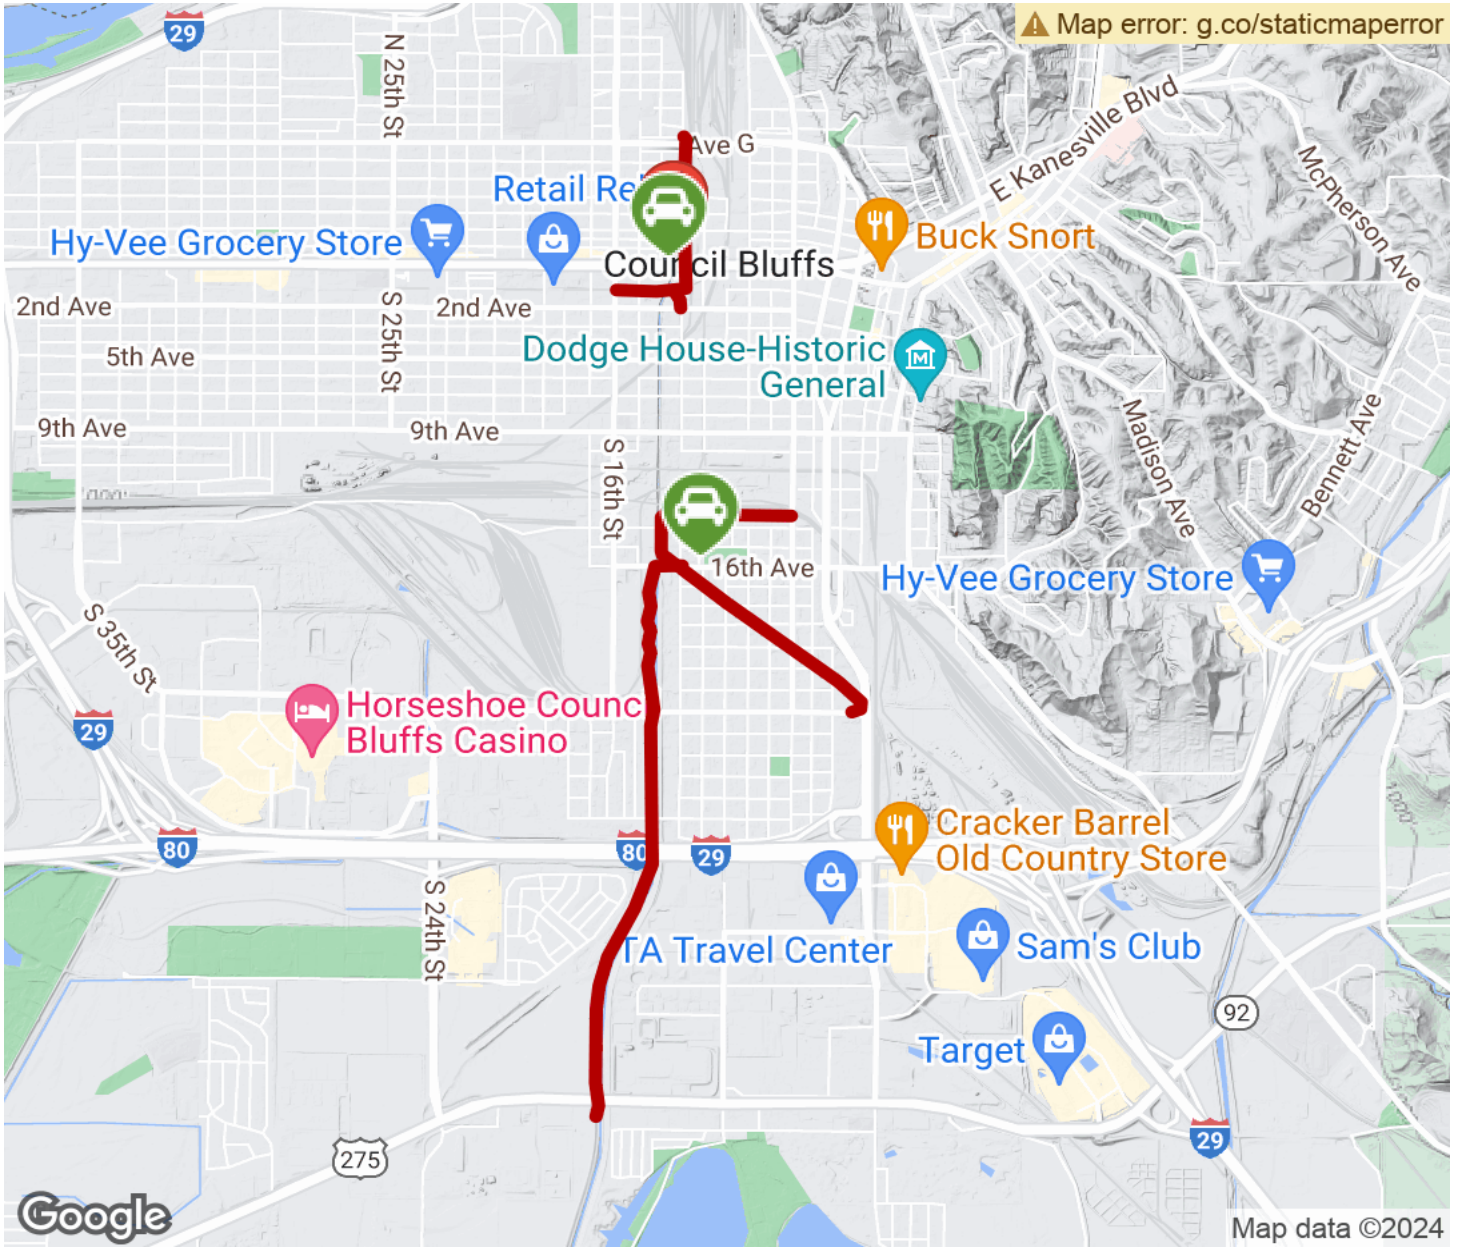 Map error: g.co/staticmaperror
29
N 25th St
Ave G
E Kanesville Blvd
McPherson Ave
Retail Re
Hy-Vee Grocery Store
Buck Snort
Council Bluffs
2nd Ave
S 25th St
2nd Ave
5th Ave
Dodge House-Historic
General
M
9th Ave
9th Ave
S 16th St
Madison Ave
Bennett Ave
16th Ave
Hy-Vee Grocery Store
S 35th St
Horseshoe Counc
Bluffs Casino
29
80
80
29
Cracker Barrel
Old Country Store
S 24th St
TA Travel Center
Sam's Club
92
Target
275
29
Google
Map data ©2024